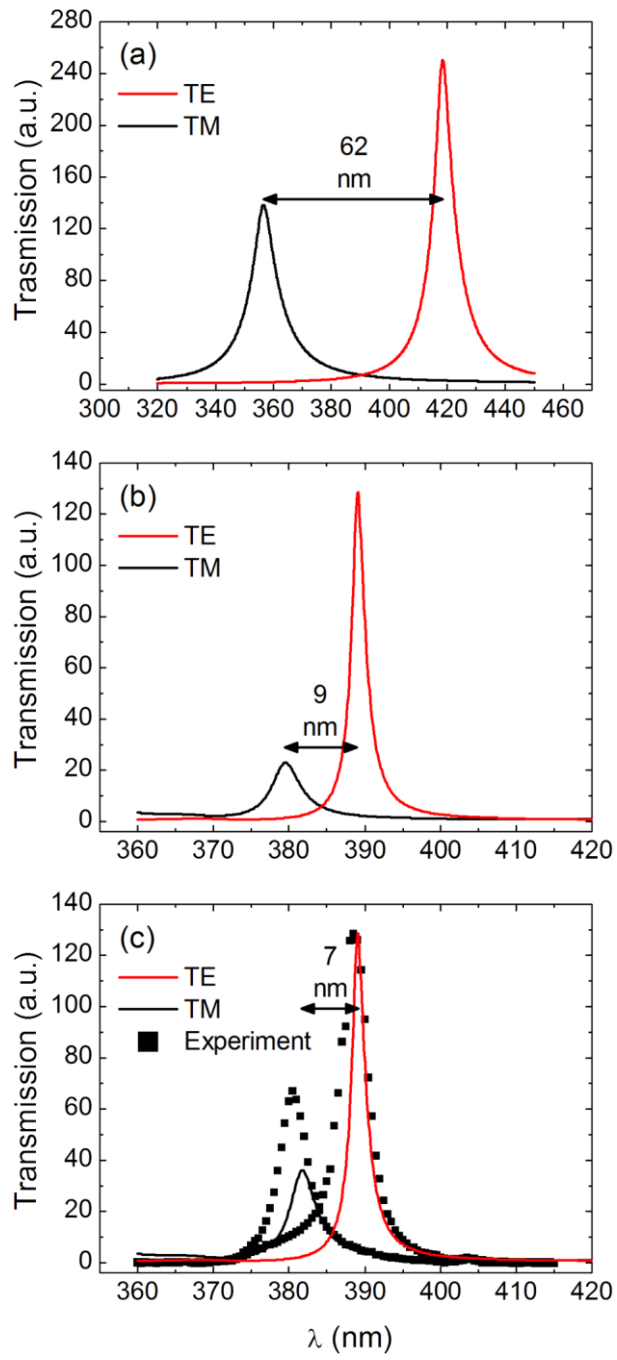 (a)
TE
TM
62
nm
Trasmission (a.u.)
280
240
200
160
120
80
40
0
300 320 340 360 380 400 420 440 460
(b)
TE
TM
9
nm
Transmission (a.u.)
140
120
100
80
60
40
20
0
360 370 380 390 400 410 420
(c)
TE
TM
Experiment
7
nm
Transmission (a.u.)
140
120
100
80
60
40
20
0
360 370 380 390 400 410 420
λ (nm)